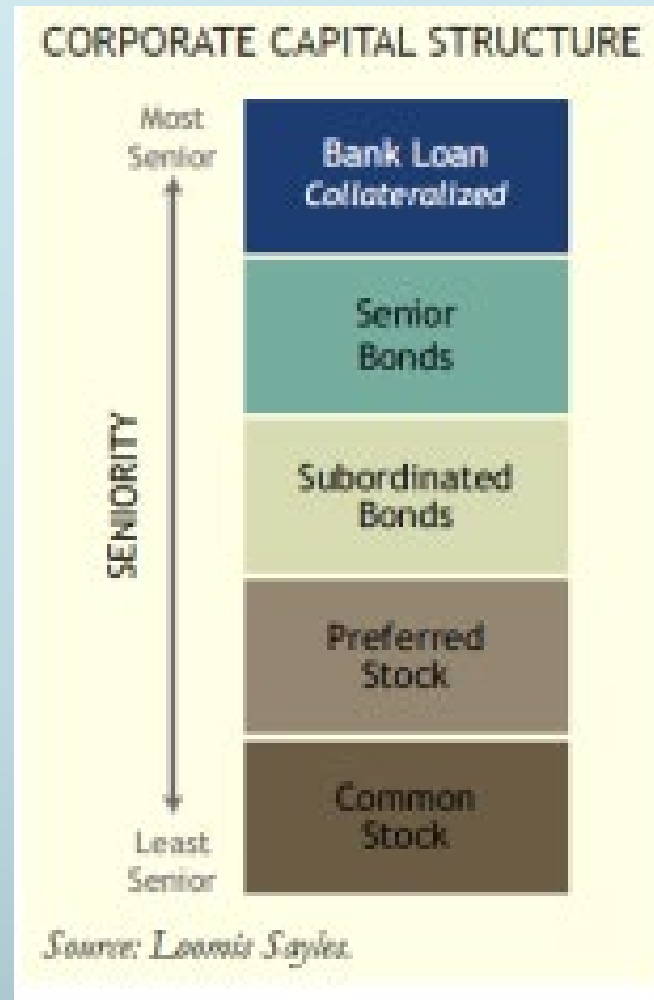 CORPORATE CAPITAL STRUCTURE
Most
Senior
Bank Loan
Collateralized
Senior
Bonds
SENIORITY
Subordinated
Bonds
Preferred
Stock
Common
Stock
Least
Senior
Source: Loomis Sayles.